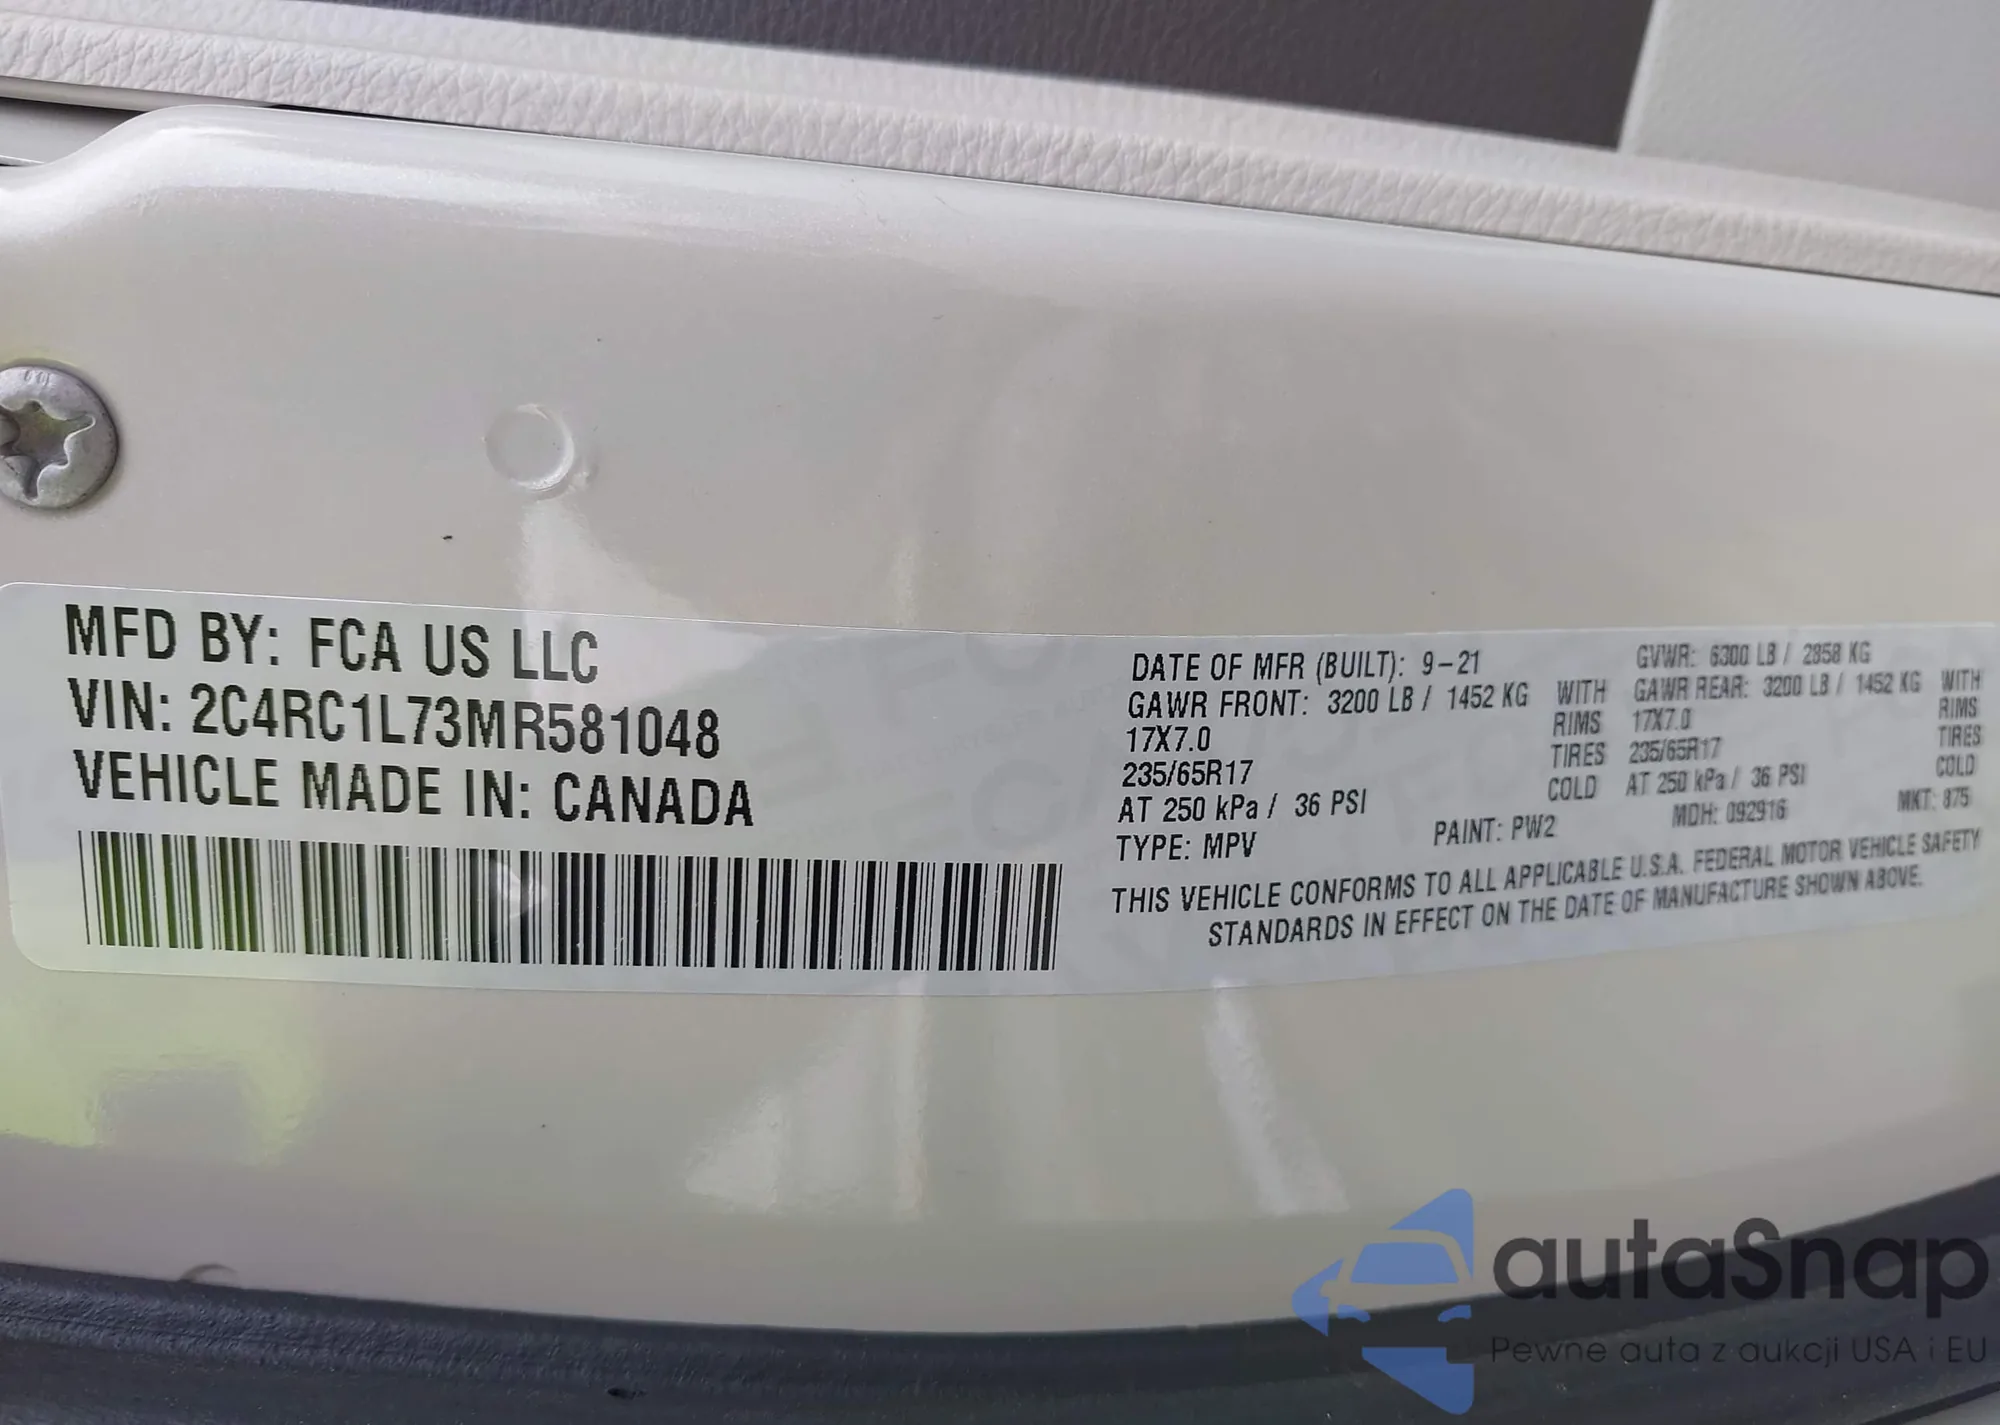 MFD BY: FCA US LLC
VIN: 2C4RC1L73MR581048
VEHICLE MADE IN: CANADA
DATE OF MFR (BUILT): 9-21 GVWR: 6300 LB / 2858 KG
GAWR FRONT: 3200 LB / 1452 KG WITH GAWR REAR: 3200 LB / 1452 KG WITH
17X7.0 RIMS 17X7.0 RIMS
235/65R17 TIRES 235/65R17 TIRES
AT 250 kPa / 36 PSI COLD AT 250 kPa / 36 PSI COLD
TYPE: MPV PAINT: PW2 MDH: 092916 MKT: 875
THIS VEHICLE CONFORMS TO ALL APPLICABLE U.S.A. FEDERAL MOTOR VEHICLE SAFETY
STANDARDS IN EFFECT ON THE DATE OF MANUFACTURE SHOWN ABOVE.
autaSnap
Pewne auta z aukcji USA i EU